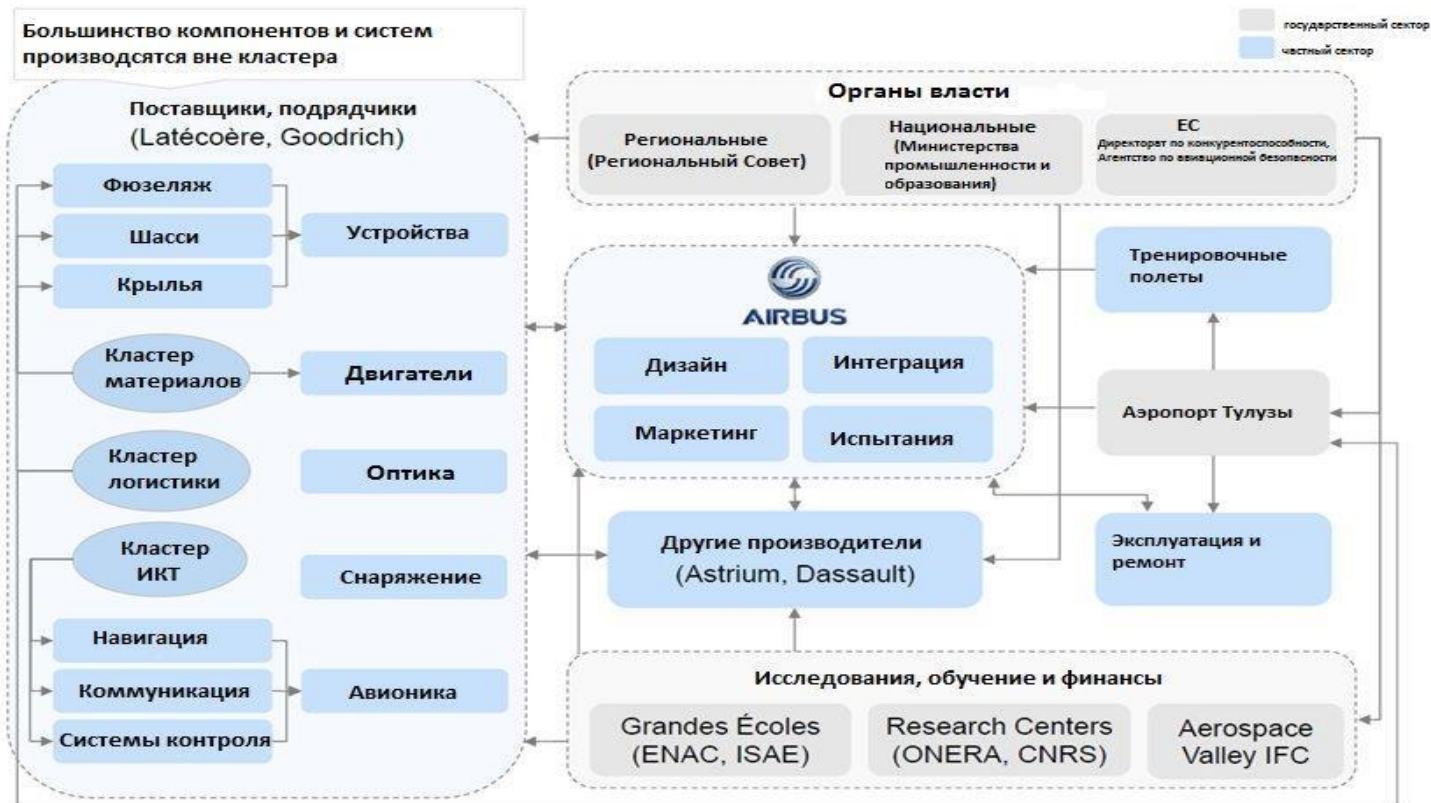 Большинство компонентов и систем
производсятся вне кластера
государственный сектор
частный сектор
Поставщики, подрядчики
(Latécoère, Goodrich)
Фюзеляж
Шасси
Крылья
Устройства
Кластер
материалов
Двигатели
Кластер
логистики
Оптика
Кластер
ИКТ
Снаряжение
Навигация
Коммуникация
Системы контроля
Авионика
Органы власти
Региональные
(Региональный Совет)
Национальные
(Министерства
промышленности и
образования)
ЕС
Директорат по конкурентоспособности,
Агентство по авиационной безопасности
AIRBUS
Дизайн
Интеграция
Маркетинг
Испытания
Тренировочные
полеты
Аэропорт Тулузы
Эксплуатация и
ремонт
Другие производители
(Astrium, Dassault)
Исследования, обучение и финансы
Grandes Écoles
(ENAC, ISAE)
Research Centers
(ONERA, CNRS)
Aerospace
Valley IFC